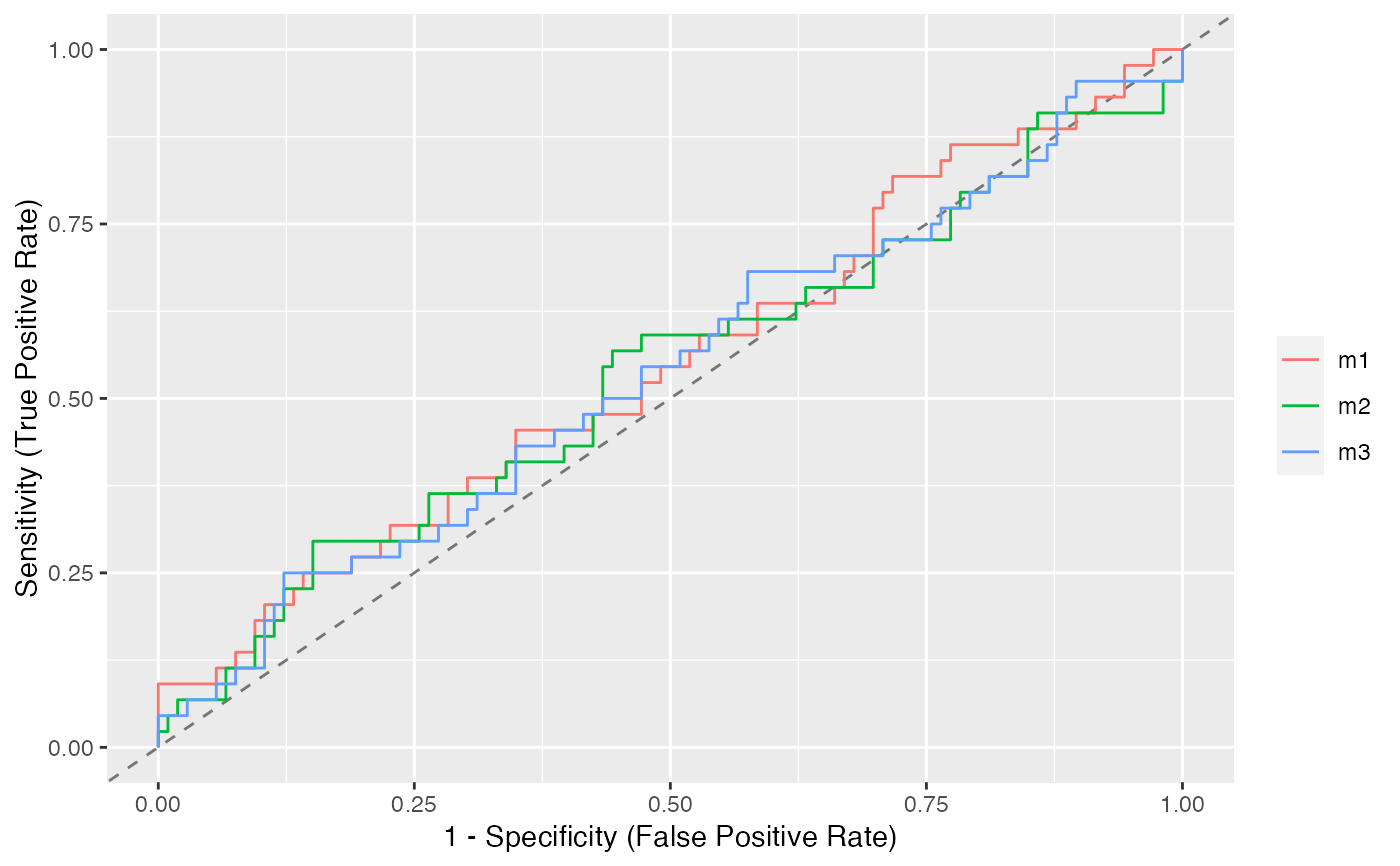 1.00
0.75
0.50
0.25
0.00
Sensitivity (True Positive Rate)
0.00 0.25 0.50 0.75 1.00
1 - Specificity (False Positive Rate)
m1
m2
m3